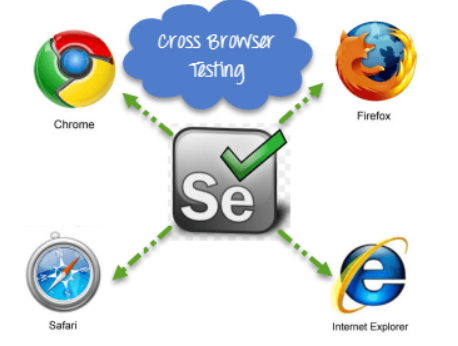 Cross Browser
Testing
Chrome
Firefox
Se
Safari
Internet Explorer